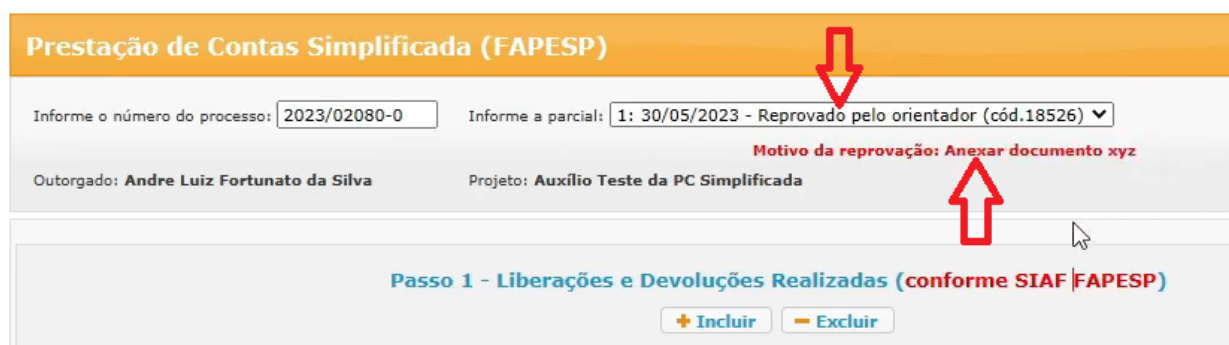 Prestação de Contas Simplificada (FAPESP)
Informe o número do processo: 2023/02080-0 Informe a parcial: 1: 30/05/2023 - Reprovado pelo orientador (cód.18526)
Motivo da reprovação: Anexar documento xyz
Outorgado: Andre Luiz Fortunato da Silva Projeto: Auxílio Teste da PC Simplificada
Passo 1 - Liberações e Devoluções Realizadas (conforme SIAF FAPESP)
Incluir Excluir